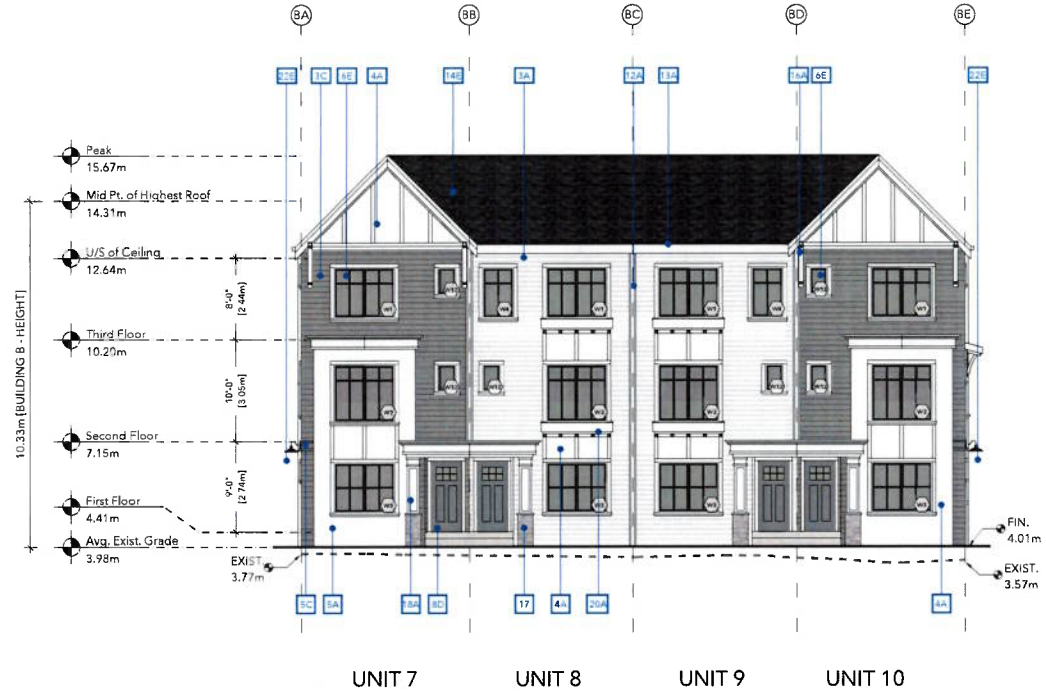 BA BB BC BD BE
22E 3C 6E 4A 14E 3A 12A 13A 16A 6E 22E
Peak
15.67m
Mid Pt. of Highest Roof
14.31m
U/S of Ceiling
12.64m
8'-0"
[2.44m]
Third Floor
10.20m
10'-0"
[3.05m]
10.33m [BUILDING B - HEIGHT]
Second Floor
7.15m
9'-0"
[2.74m]
First Floor
4.41m
Avg. Exist. Grade
3.98m
EXIST.
3.77m
FIN.
4.01m
EXIST.
3.57m
5C 5A 18A 8D 17 4A 20A 4A
UNIT 7 UNIT 8 UNIT 9 UNIT 10